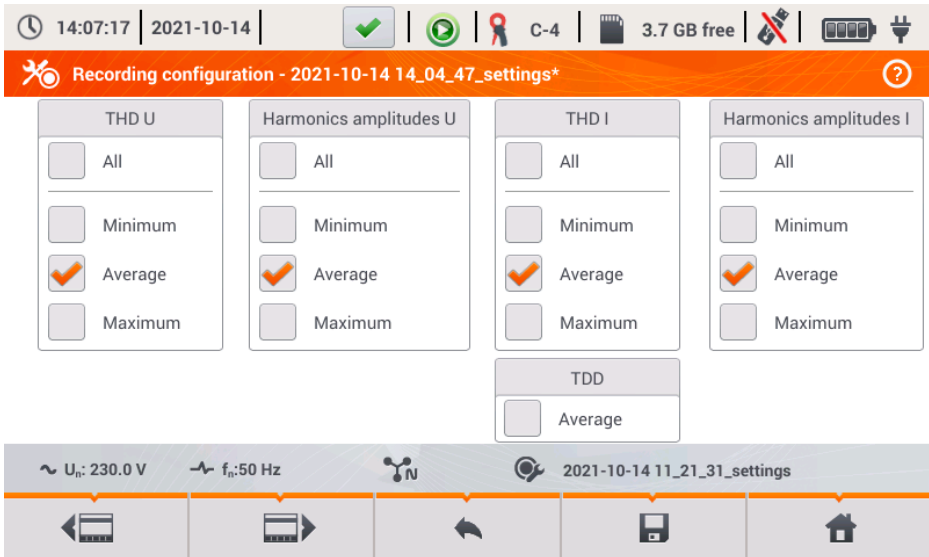 14:07:17 2021-10-14 C-4 3.7 GB free
Recording configuration - 2021-10-14 14_04_47_settings* ?
THD U
All
Minimum
Average
Maximum
Harmonics amplitudes U
All
Minimum
Average
Maximum
THD I
All
Minimum
Average
Maximum
Harmonics amplitudes I
All
Minimum
Average
Maximum
TDD
Average
Un: 230.0 V fn:50 Hz N 2021-10-14 11_21_31_settings